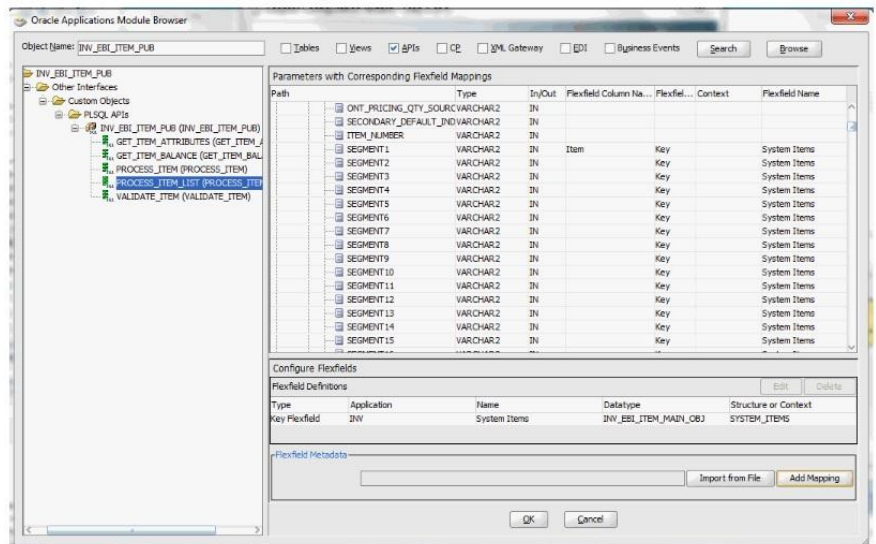 Oracle Applications Module Browser
Object Name: INV_EBI_ITEM_PUB Tables Views APIs CP XML Gateway EDI Business Events Search Browse
INV_EBI_ITEM_PUB
Other Interfaces
Custom Objects
PLSQL APIs
INV_EBI_ITEM_PUB (INV_EBI_ITEM_PUB)
GET_ITEM_ATTRIBUTES (GET_ITEM_A
GET_ITEM_BALANCE (GET_ITEM_BAL
PROCESS_ITEM (PROCESS_ITEM)
PROCESS_ITEM_LIST (PROCESS_ITEM
VALIDATE_ITEM (VALIDATE_ITEM)
Parameters with Corresponding Flexfield Mappings
Path Type In/Out Flexfield Column Na... Flexfiel... Context Flexfield Name
ONT_PRICING_QTY_SOURC VARCHAR2 IN
SECONDARY_DEFAULT_IND VARCHAR2 IN
ITEM_NUMBER VARCHAR2 IN
SEGMENT1 VARCHAR2 IN Item Key System Items
SEGMENT2 VARCHAR2 IN Key System Items
SEGMENT3 VARCHAR2 IN Key System Items
SEGMENT4 VARCHAR2 IN Key System Items
SEGMENT5 VARCHAR2 IN Key System Items
SEGMENT6 VARCHAR2 IN Key System Items
SEGMENT7 VARCHAR2 IN Key System Items
SEGMENT8 VARCHAR2 IN Key System Items
SEGMENT9 VARCHAR2 IN Key System Items
SEGMENT10 VARCHAR2 IN Key System Items
SEGMENT11 VARCHAR2 IN Key System Items
SEGMENT12 VARCHAR2 IN Key System Items
SEGMENT13 VARCHAR2 IN Key System Items
SEGMENT14 VARCHAR2 IN Key System Items
SEGMENT15 VARCHAR2 IN Key System Items
Configure Flexfields
Flexfield Definitions Edit Delete
Type Application Name Datatype Structure or Context
Key Flexfield INV System Items INV_EBI_ITEM_MAIN_OBJ SYSTEM_ITEMS
Flexfield Metadata
Import from File Add Mapping
OK Cancel